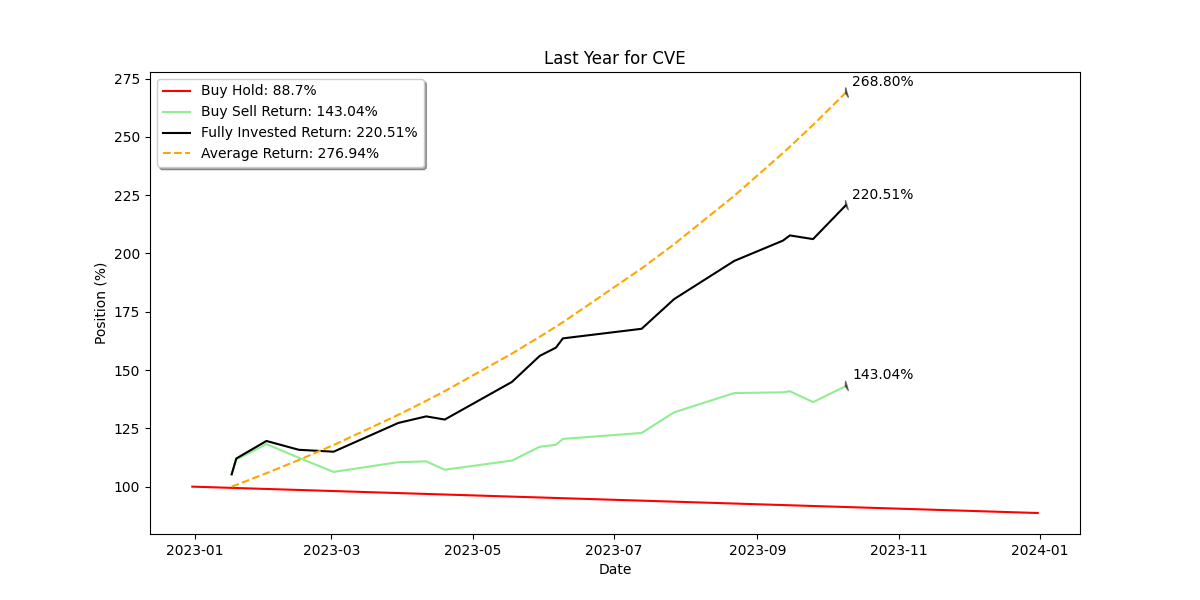 Last Year for CVE
Buy Hold: 88.7%
Buy Sell Return: 143.04%
Fully Invested Return: 220.51%
Average Return: 276.94%
268.80%
220.51%
143.04%
275
250
225
200
175
150
125
100
Position (%)
2023-01 2023-03 2023-05 2023-07 2023-09 2023-11 2024-01
Date